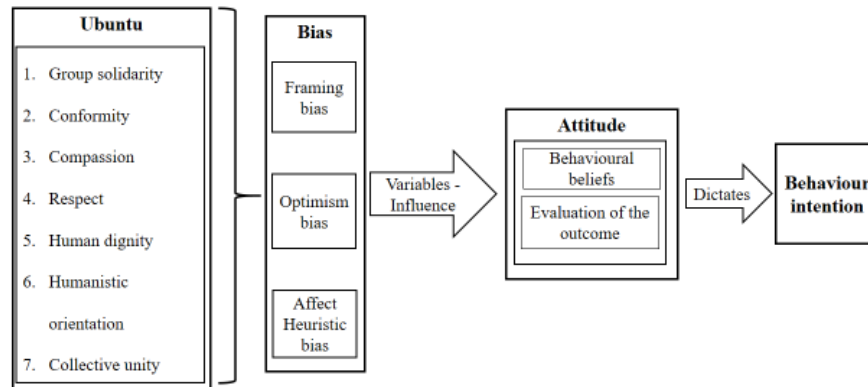 Ubuntu
1. Group solidarity
2. Conformity
3. Compassion
4. Respect
5. Human dignity
6. Humanistic
orientation
7. Collective unity
Bias
Framing
bias
Optimism
bias
Affect
Heuristic
bias
Variables -
Influence
Attitude
Behavioural
beliefs
Evaluation of the
outcome
Dictates
Behaviour
intention